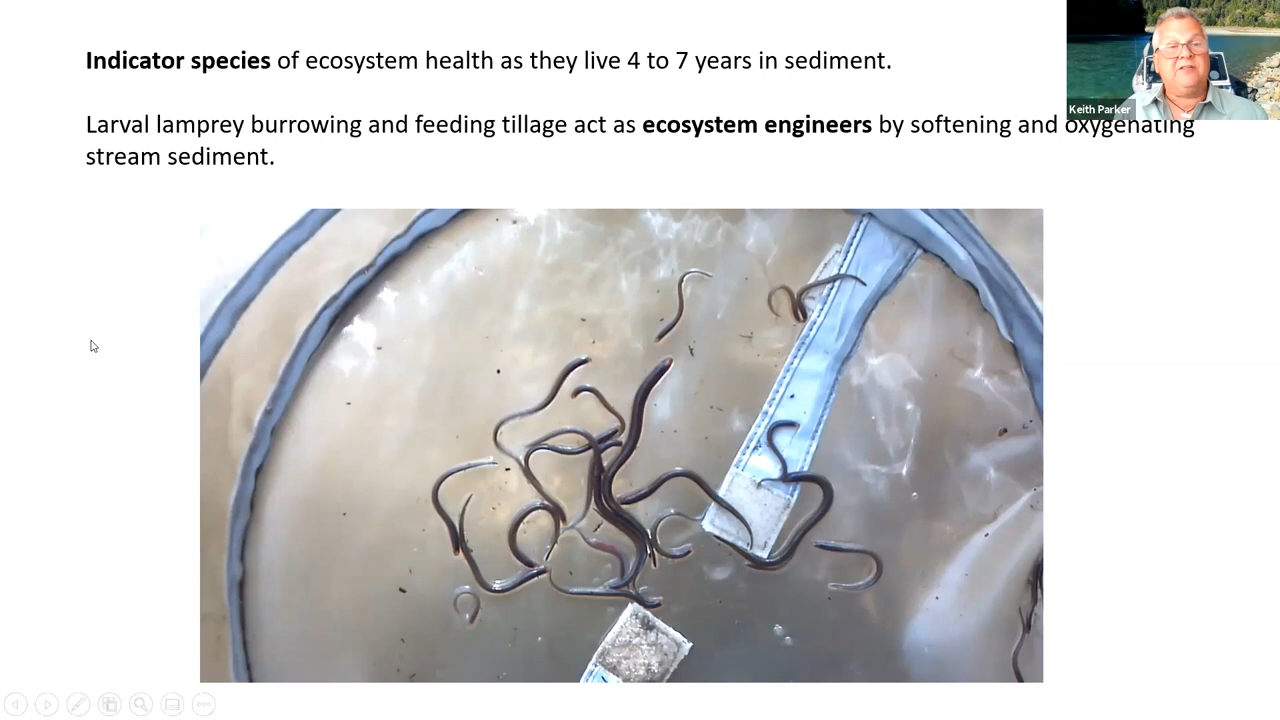 Indicator species of ecosystem health as they live 4 to 7 years in sediment.
Keith Parker
Larval lamprey burrowing and feeding tillage act as ecosystem engineers by softening and oxygenating
stream sediment.